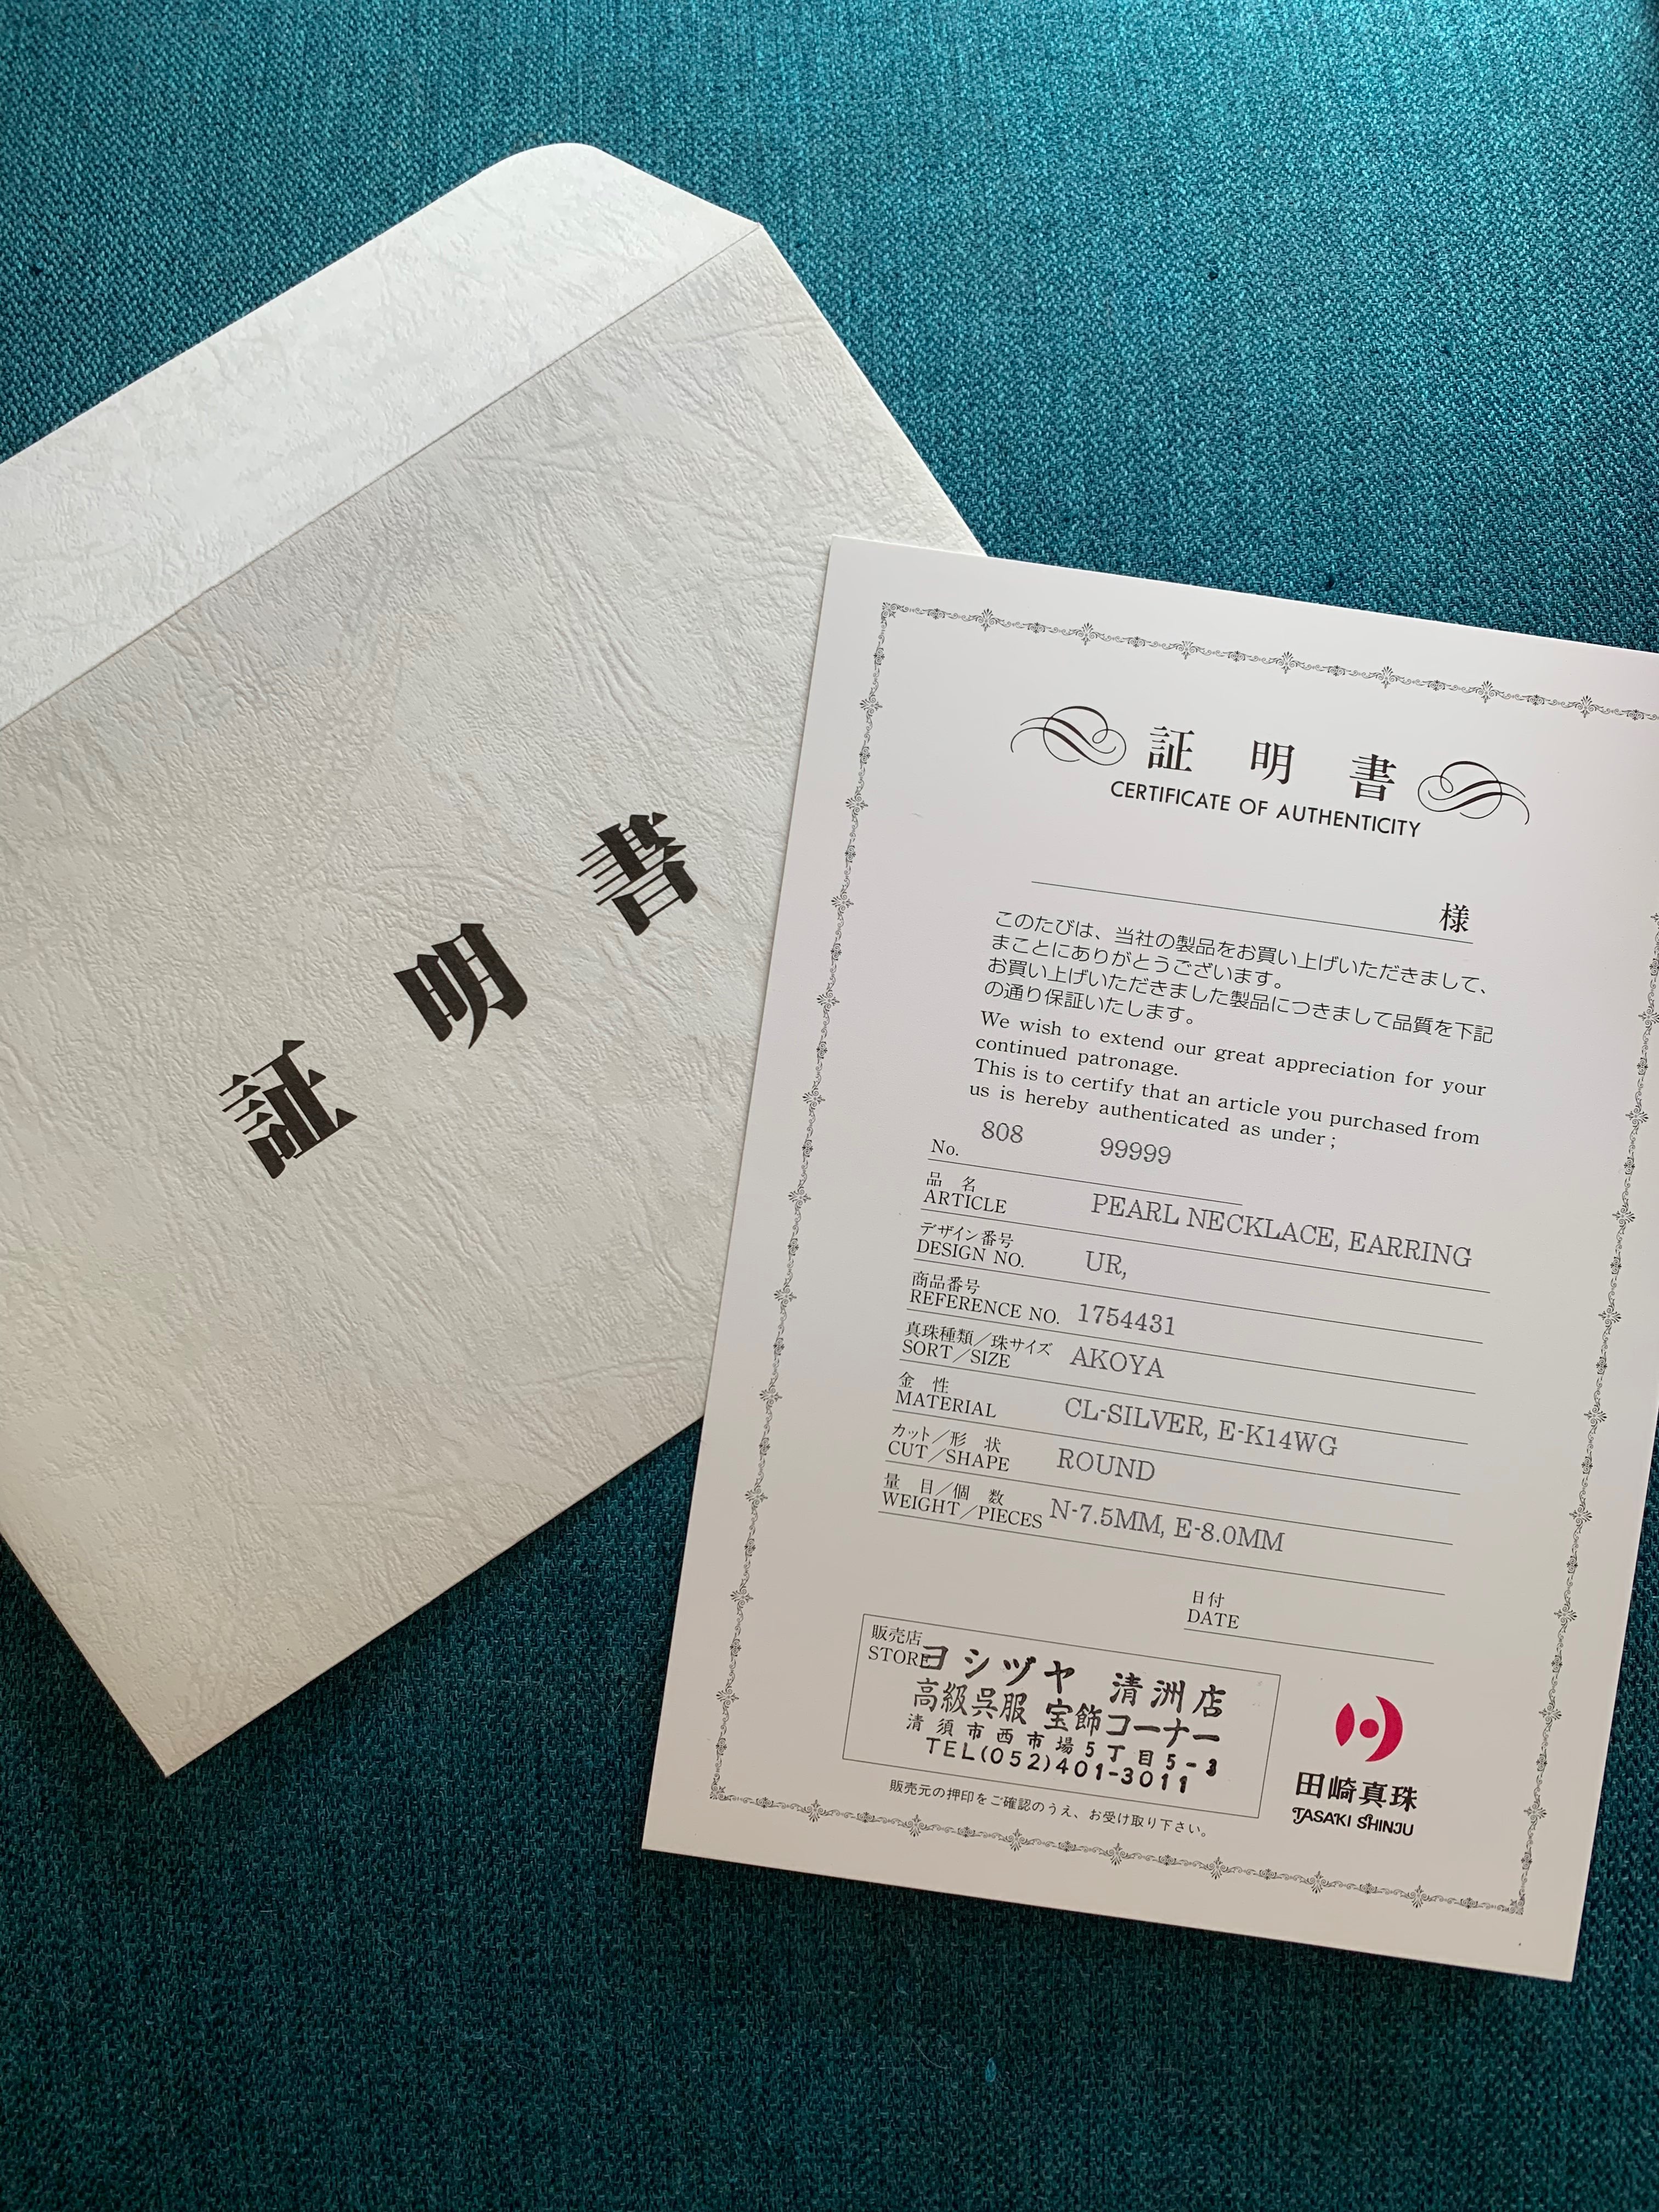 証明書
証 明 書
CERTIFICATE OF AUTHENTICITY
様
このたびは、当社の製品をお買い上げいただきまして、
まことにありがとうございます。
お買い上げいただきました製品につきまして品質を下記
の通り保証いたします。
We wish to extend our great appreciation for your
continued patronage.
This is to certify that an article you purchased from
us is hereby authenticated as under ;
No. 808 99999
品 名
ARTICLE PEARL NECKLACE, EARRING
デザイン番号
DESIGN NO. UR,
商品番号
REFERENCE NO. 1754431
真珠種類/珠サイズ
SORT/SIZE AKOYA
金 性
MATERIAL CL-SILVER, E-K14WG
カット/形 状
CUT/SHAPE ROUND
量 目/個 数
WEIGHT/PIECES N-7.5MM, E-8.0MM
日付
DATE
販売店
STORE ヨシヅヤ 清洲店
高級呉服 宝飾コーナー
清須市西市場5丁目5-3
TEL(052)401-3011
販売元の押印をご確認のうえ、お受け取り下さい。
田崎真珠
TASAKI SHINJU